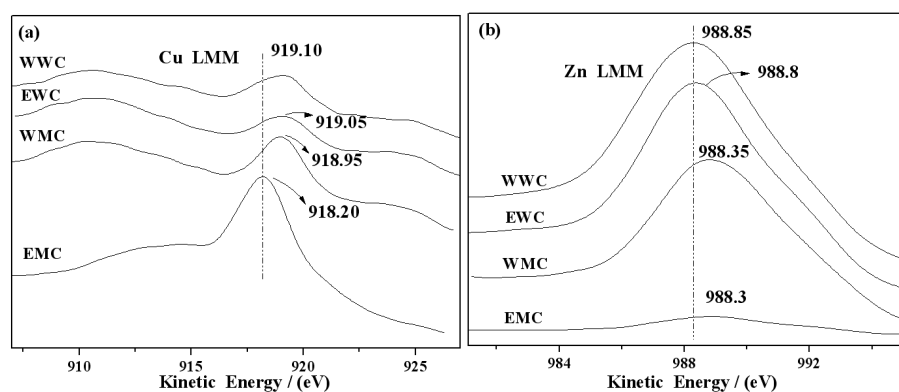 (a)
Cu LMM
919.10
WWC
EWC
919.05
WMC
918.95
918.20
EMC
910 915 920 925
Kinetic Energy / (eV)
(b)
988.85
Zn LMM
988.8
988.35
WWC
EWC
WMC
988.3
EMC
984 988 992
Kinetic Energy / (eV)